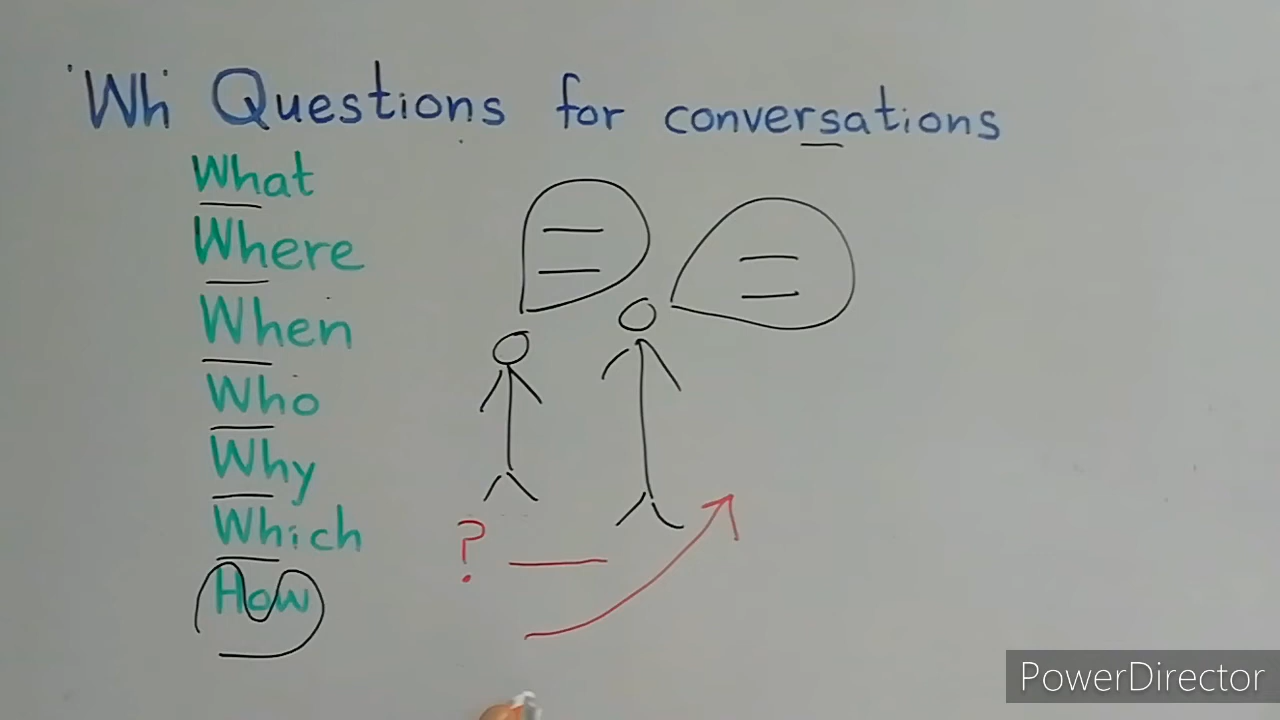 'Wh' Questions for conversations
What
Where
When
Who
Why
Which
How
?
PowerDirector